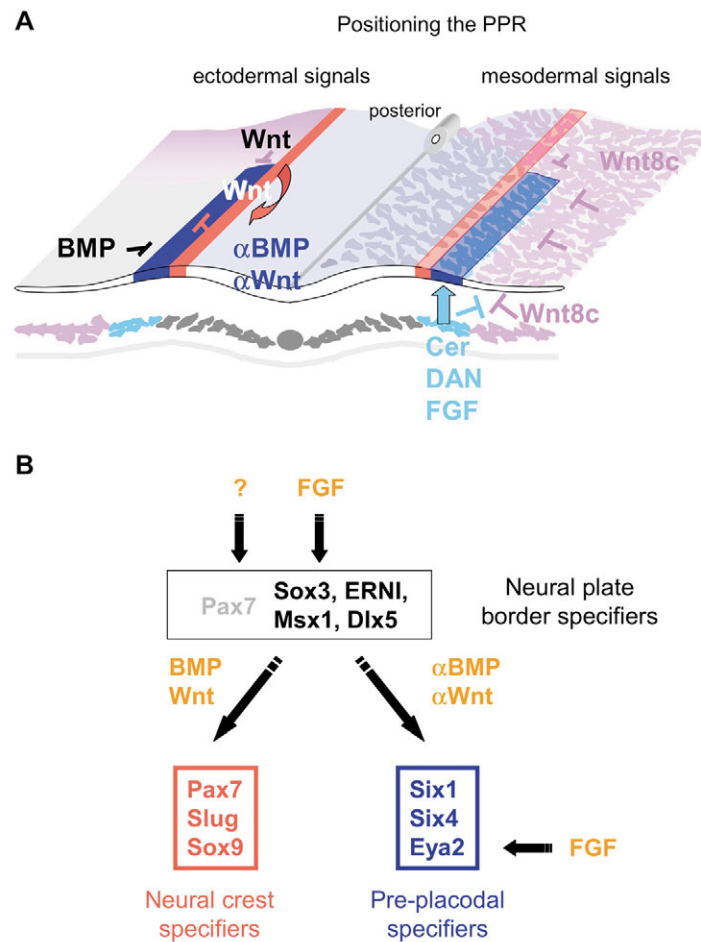 A
Positioning the PPR
ectodermal signals
mesodermal signals
posterior
Wnt
Wnt8c
Wnt
BMP
αBMP
αWnt
Wnt8c
Cer
DAN
FGF
B
? FGF
Pax7
Sox3, ERNI,
Msx1, Dlx5
Neural plate
border specifiers
BMP
Wnt
αBMP
αWnt
Pax7
Slug
Sox9
Six1
Six4
Eya2
FGF
Neural crest
specifiers
Pre-placodal
specifiers